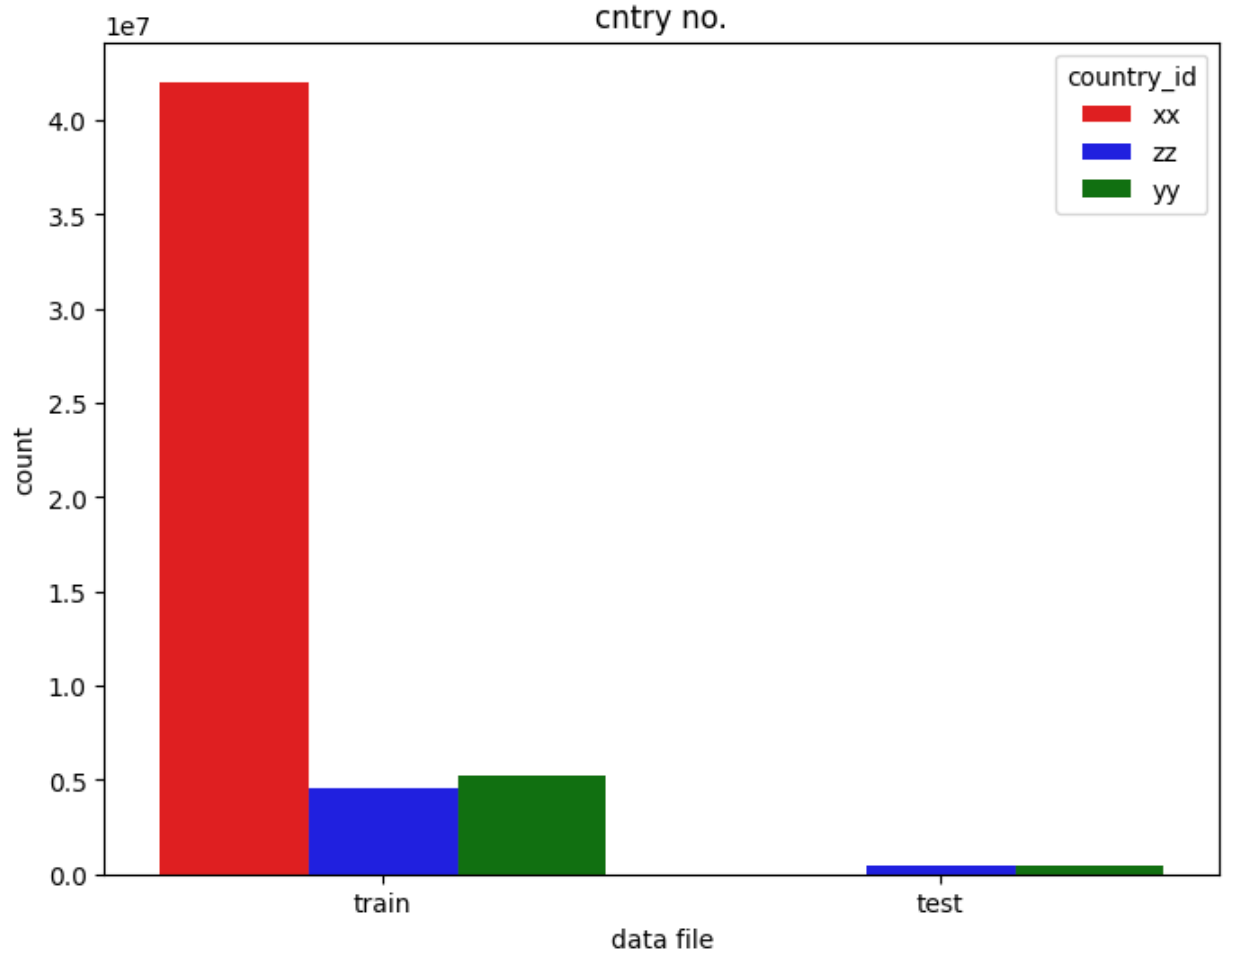 cntry no.
1e7
country_id
xx
zz
yy
4.0
3.5
3.0
2.5
2.0
1.5
1.0
0.5
0.0
count
train
test
data file